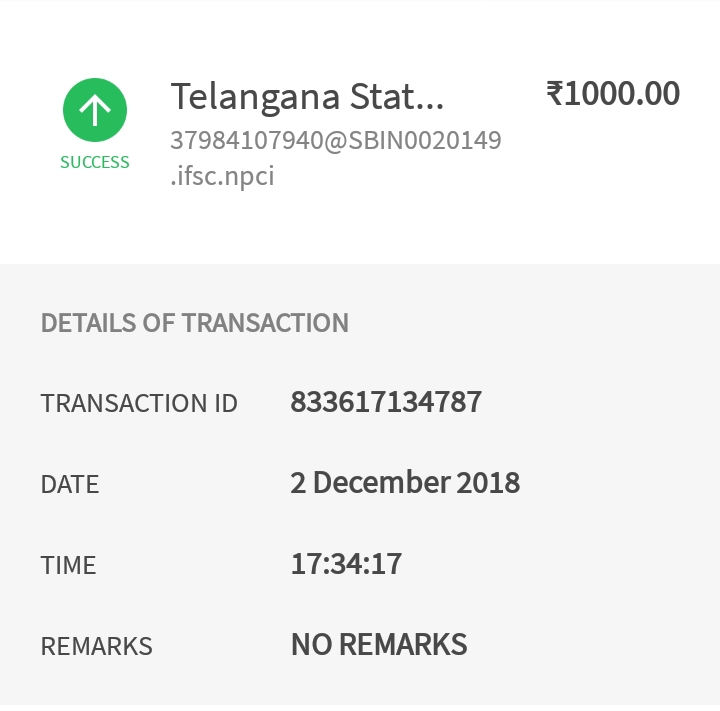 Telangana Stat... ₹1000.00
37984107940@SBIN0020149
.ifsc.npci
SUCCESS
DETAILS OF TRANSACTION
TRANSACTION ID 833617134787
DATE 2 December 2018
TIME 17:34:17
REMARKS NO REMARKS